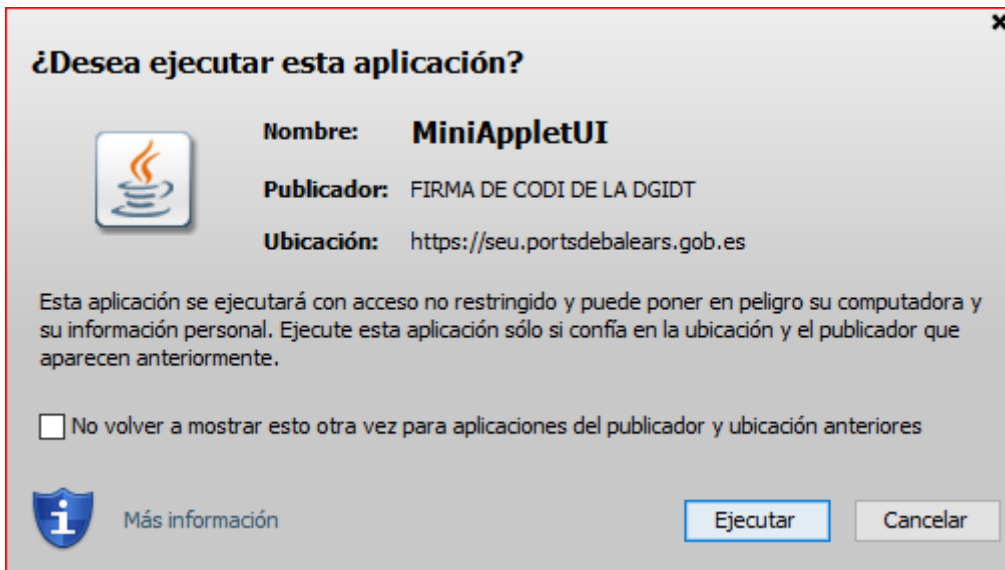 ¿Desea ejecutar esta aplicación?
Nombre: MiniAppletUI
Publicador: FIRMA DE CODI DE LA DGIDT
Ubicación: https://seu.portsdebalears.gob.es
Esta aplicación se ejecutará con acceso no restringido y puede poner en peligro su computadora y
su información personal. Ejecute esta aplicación sólo si confía en la ubicación y el publicador que
aparecen anteriormente.
No volver a mostrar esto otra vez para aplicaciones del publicador y ubicación anteriores
Más información
Ejecutar
Cancelar